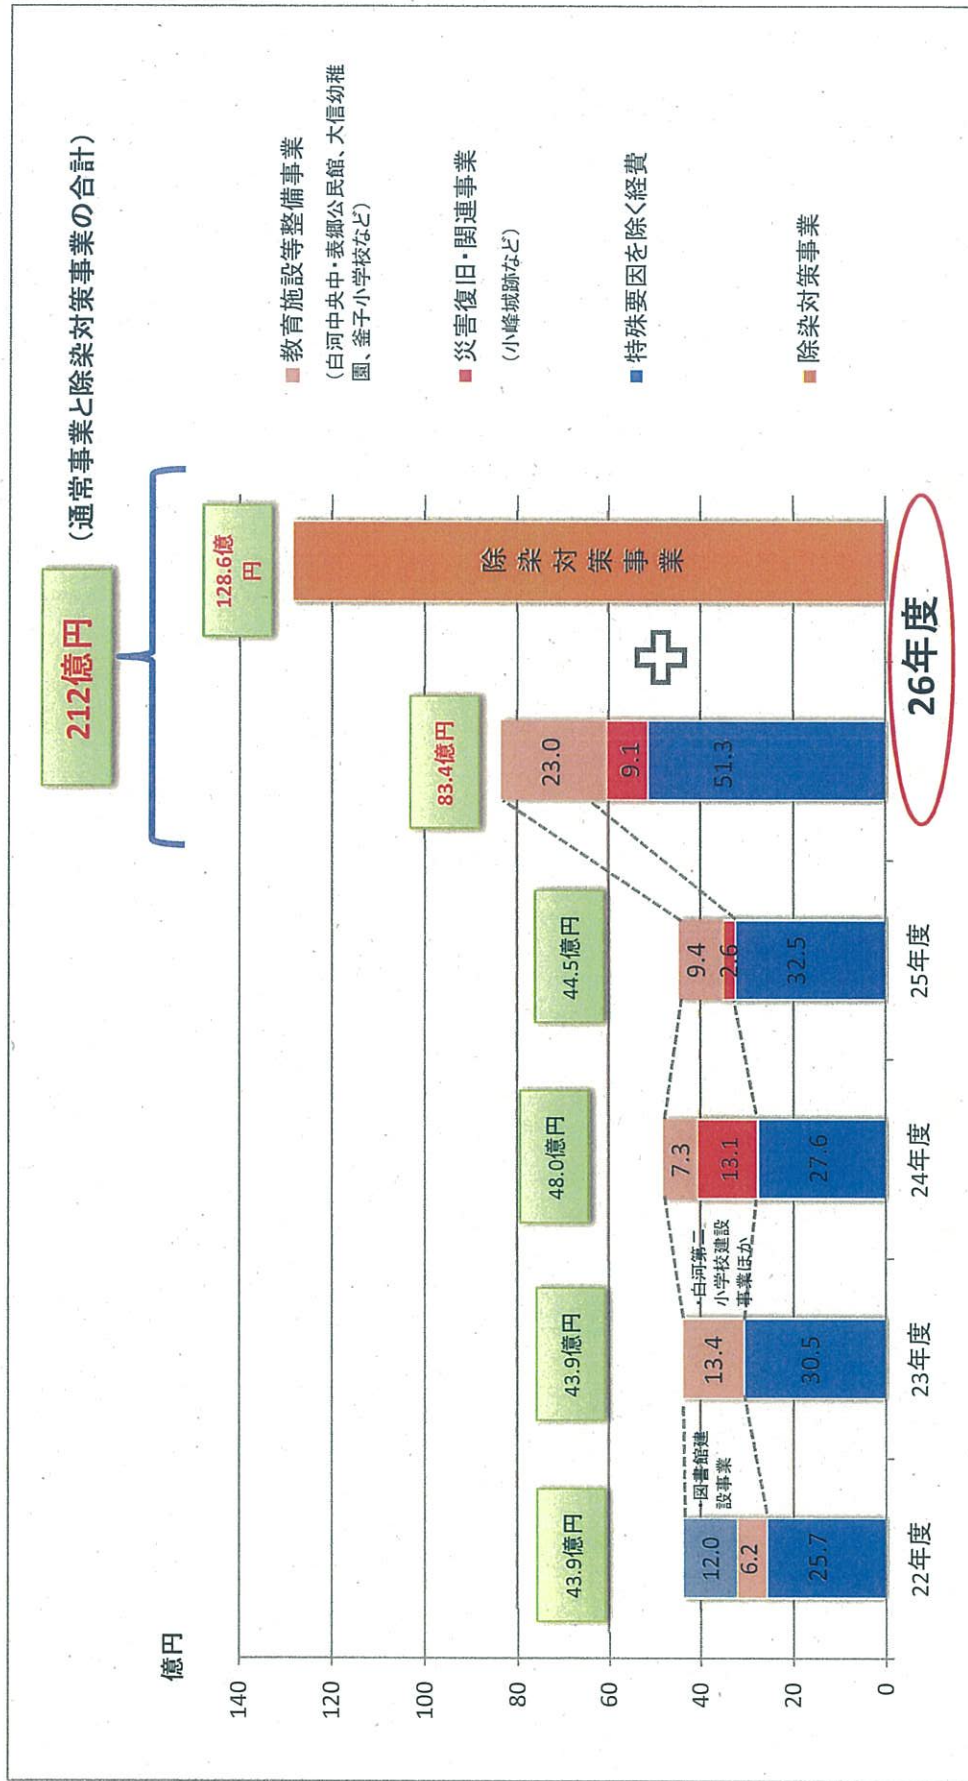 212億円
(通常事業と除染対策事業の合計)
億円
140
120
100
80
60
40
20
0
43.9億円
12.0
6.2
25.7
22年度
・図書館建
設事業
43.9億円
13.4
30.5
23年度
・白河第二
小学校建設
事業ほか
48.0億円
7.3
13.1
27.6
24年度
44.5億円
9.4
2.6
32.5
25年度
83.4億円
23.0
9.1
51.3
128.6億
円
除染対策事業
26年度
■ 教育施設等整備事業
(白河中央中・表郷公民館、大信幼稚
園、釜子小学校など)
■ 災害復旧・関連事業
(小峰城跡など)
■ 特殊要因を除く経費
■ 除染対策事業